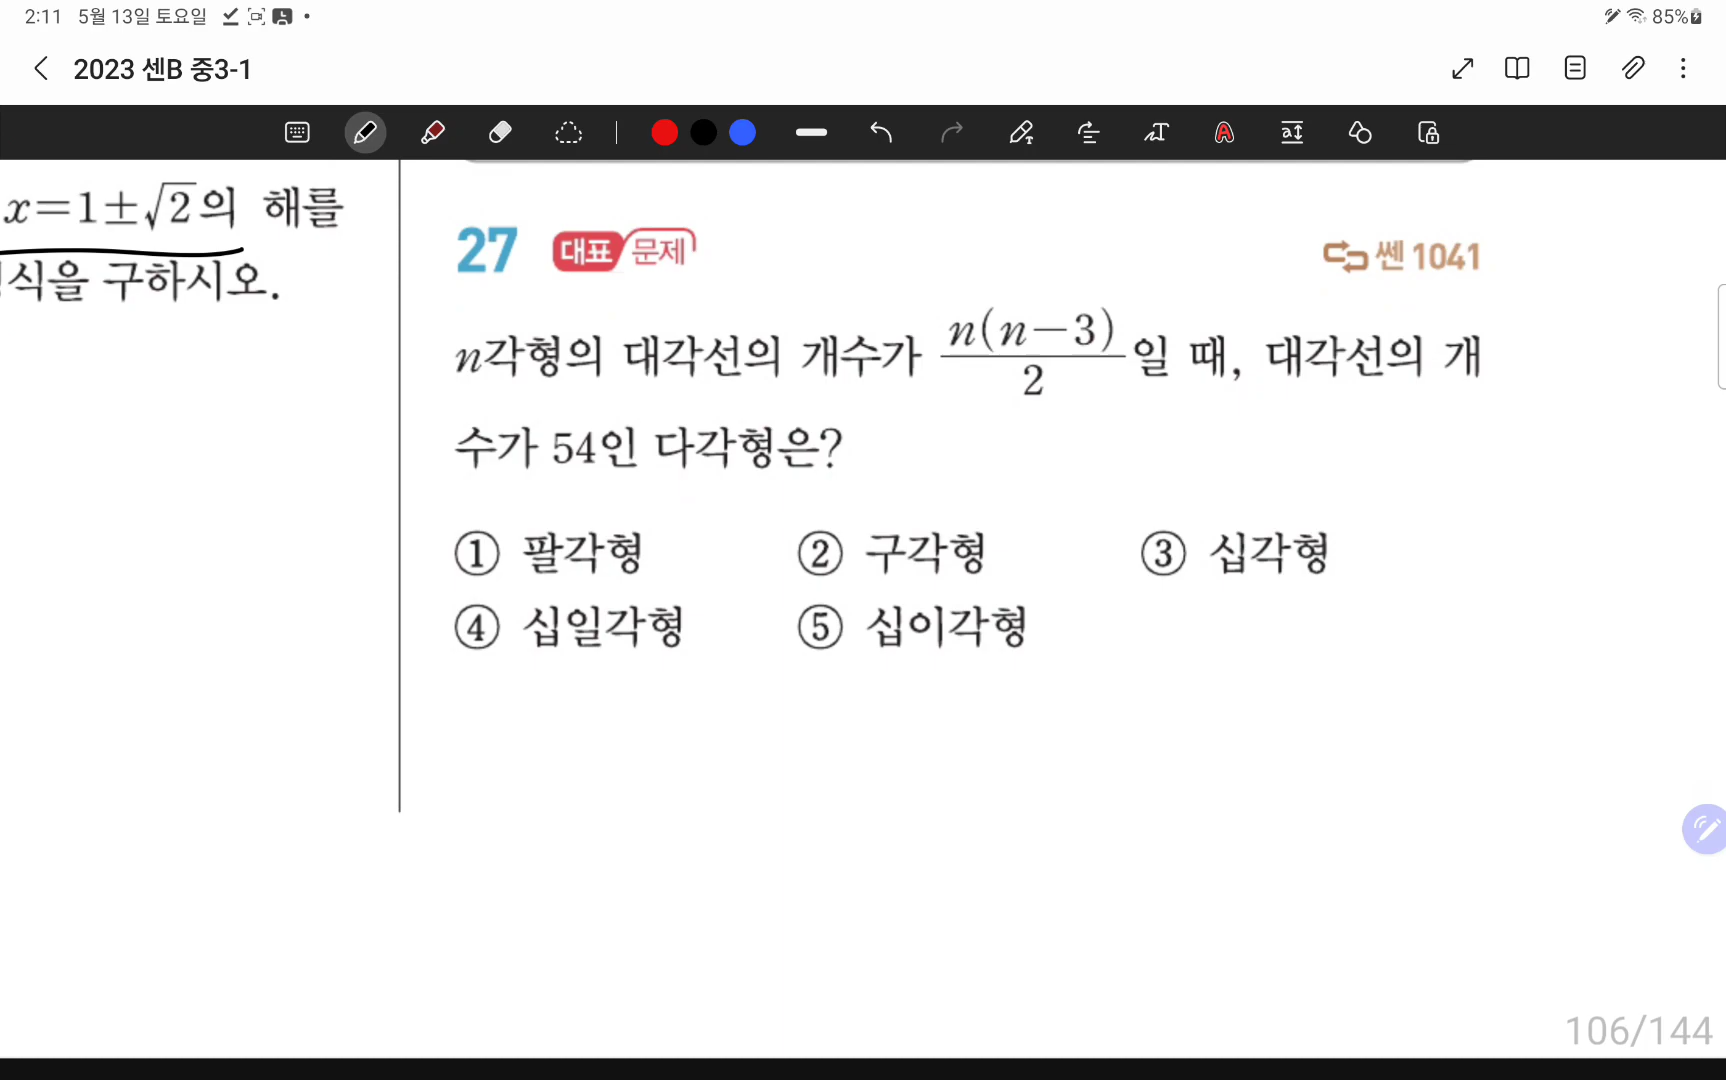 2:11 5월 13일 토요일
85%
2023 센B 중3-1
x=1±√2의 해를
식을 구하시오.
27 대표 문제
쎈 1041
n각형의 대각선의 개수가 n(n-3)/2일 때, 대각선의 개
수가 54인 다각형은?
① 팔각형 ② 구각형 ③ 십각형
④ 십일각형 ⑤ 십이각형
106/144